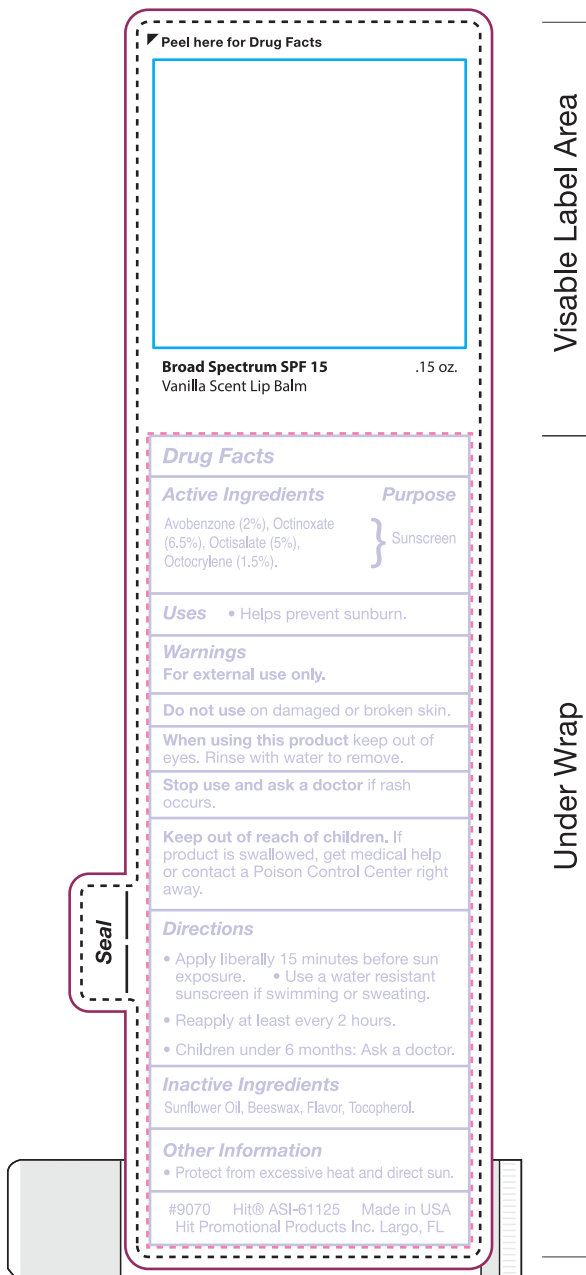 Peel here for Drug Facts
Broad Spectrum SPF 15 .15 oz.
Vanilla Scent Lip Balm
Drug Facts
Active Ingredients Purpose
Avobenzone (2%), Octinoxate
(6.5%), Octisalate (5%),
Octocrylene (1.5%).
} Sunscreen
Uses • Helps prevent sunburn.
Warnings
For external use only.
Do not use on damaged or broken skin.
When using this product keep out of
eyes. Rinse with water to remove.
Stop use and ask a doctor if rash
occurs.
Keep out of reach of children. If
product is swallowed, get medical help
or contact a Poison Control Center right
away.
Directions
• Apply liberally 15 minutes before sun
exposure. • Use a water resistant
sunscreen if swimming or sweating.
• Reapply at least every 2 hours.
• Children under 6 months: Ask a doctor.
Inactive Ingredients
Sunflower Oil, Beeswax, Flavor, Tocopherol.
Other Information
• Protect from excessive heat and direct sun.
#9070 Hit® ASI-61125 Made in USA
Hit Promotional Products Inc. Largo, FL
Seal
Visable Label Area
Under Wrap